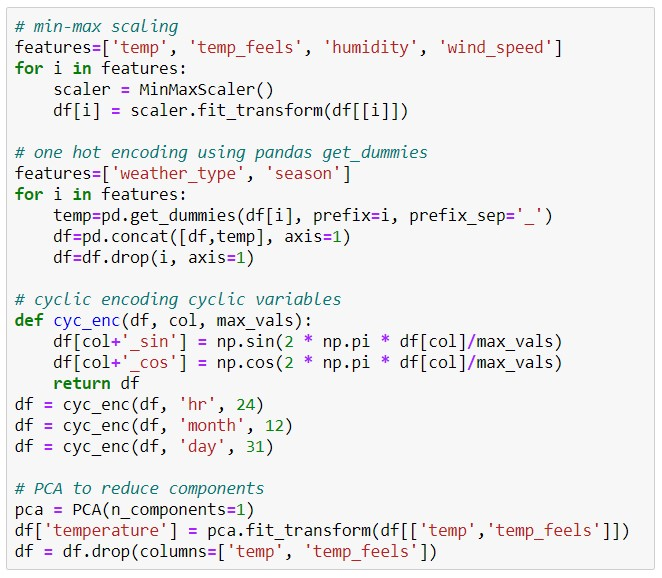 # min-max scaling
features=['temp', 'temp_feels', 'humidity', 'wind_speed']
for i in features:
    scaler = MinMaxScaler()
    df[i] = scaler.fit_transform(df[[i]])

# one hot encoding using pandas get_dummies
features=['weather_type', 'season']
for i in features:
    temp=pd.get_dummies(df[i], prefix=i, prefix_sep='_')
    df=pd.concat([df,temp], axis=1)
    df=df.drop(i, axis=1)

# cyclic encoding cyclic variables
def cyc_enc(df, col, max_vals):
    df[col+'_sin'] = np.sin(2 * np.pi * df[col]/max_vals)
    df[col+'_cos'] = np.cos(2 * np.pi * df[col]/max_vals)
    return df
df = cyc_enc(df, 'hr', 24)
df = cyc_enc(df, 'month', 12)
df = cyc_enc(df, 'day', 31)

# PCA to reduce components
pca = PCA(n_components=1)
df['temperature'] = pca.fit_transform(df[['temp','temp_feels']])
df = df.drop(columns=['temp', 'temp_feels'])